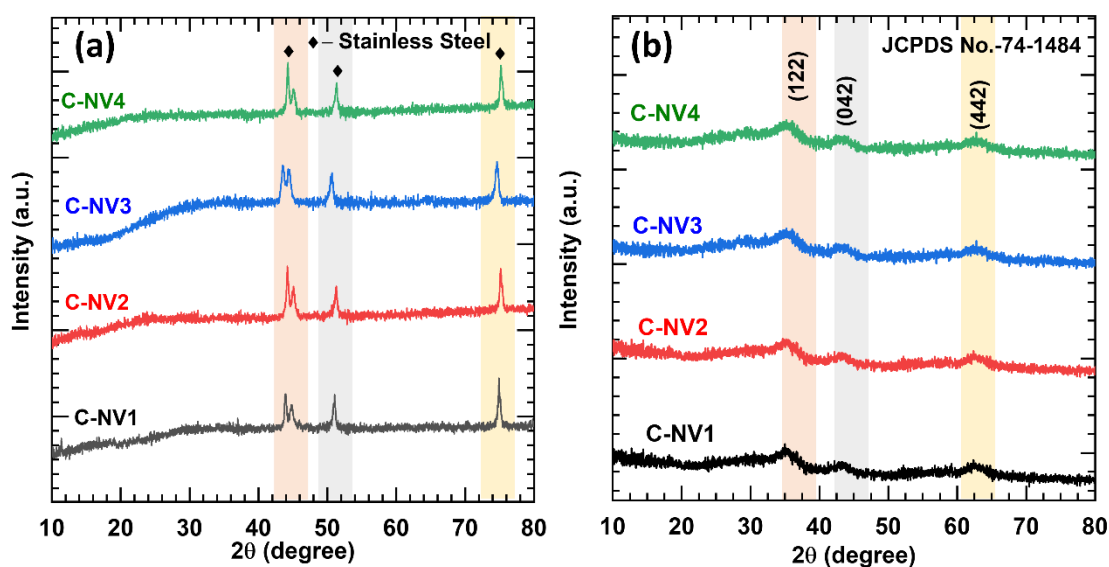 (a)
♦ – Stainless Steel
C-NV4
C-NV3
C-NV2
C-NV1
Intensity (a.u.)
10 20 30 40 50 60 70 80
2θ (degree)
(b)
JCPDS No.-74-1484
(122)
(042)
(442)
C-NV4
C-NV3
C-NV2
C-NV1
Intensity (a.u.)
10 20 30 40 50 60 70 80
2θ (degree)